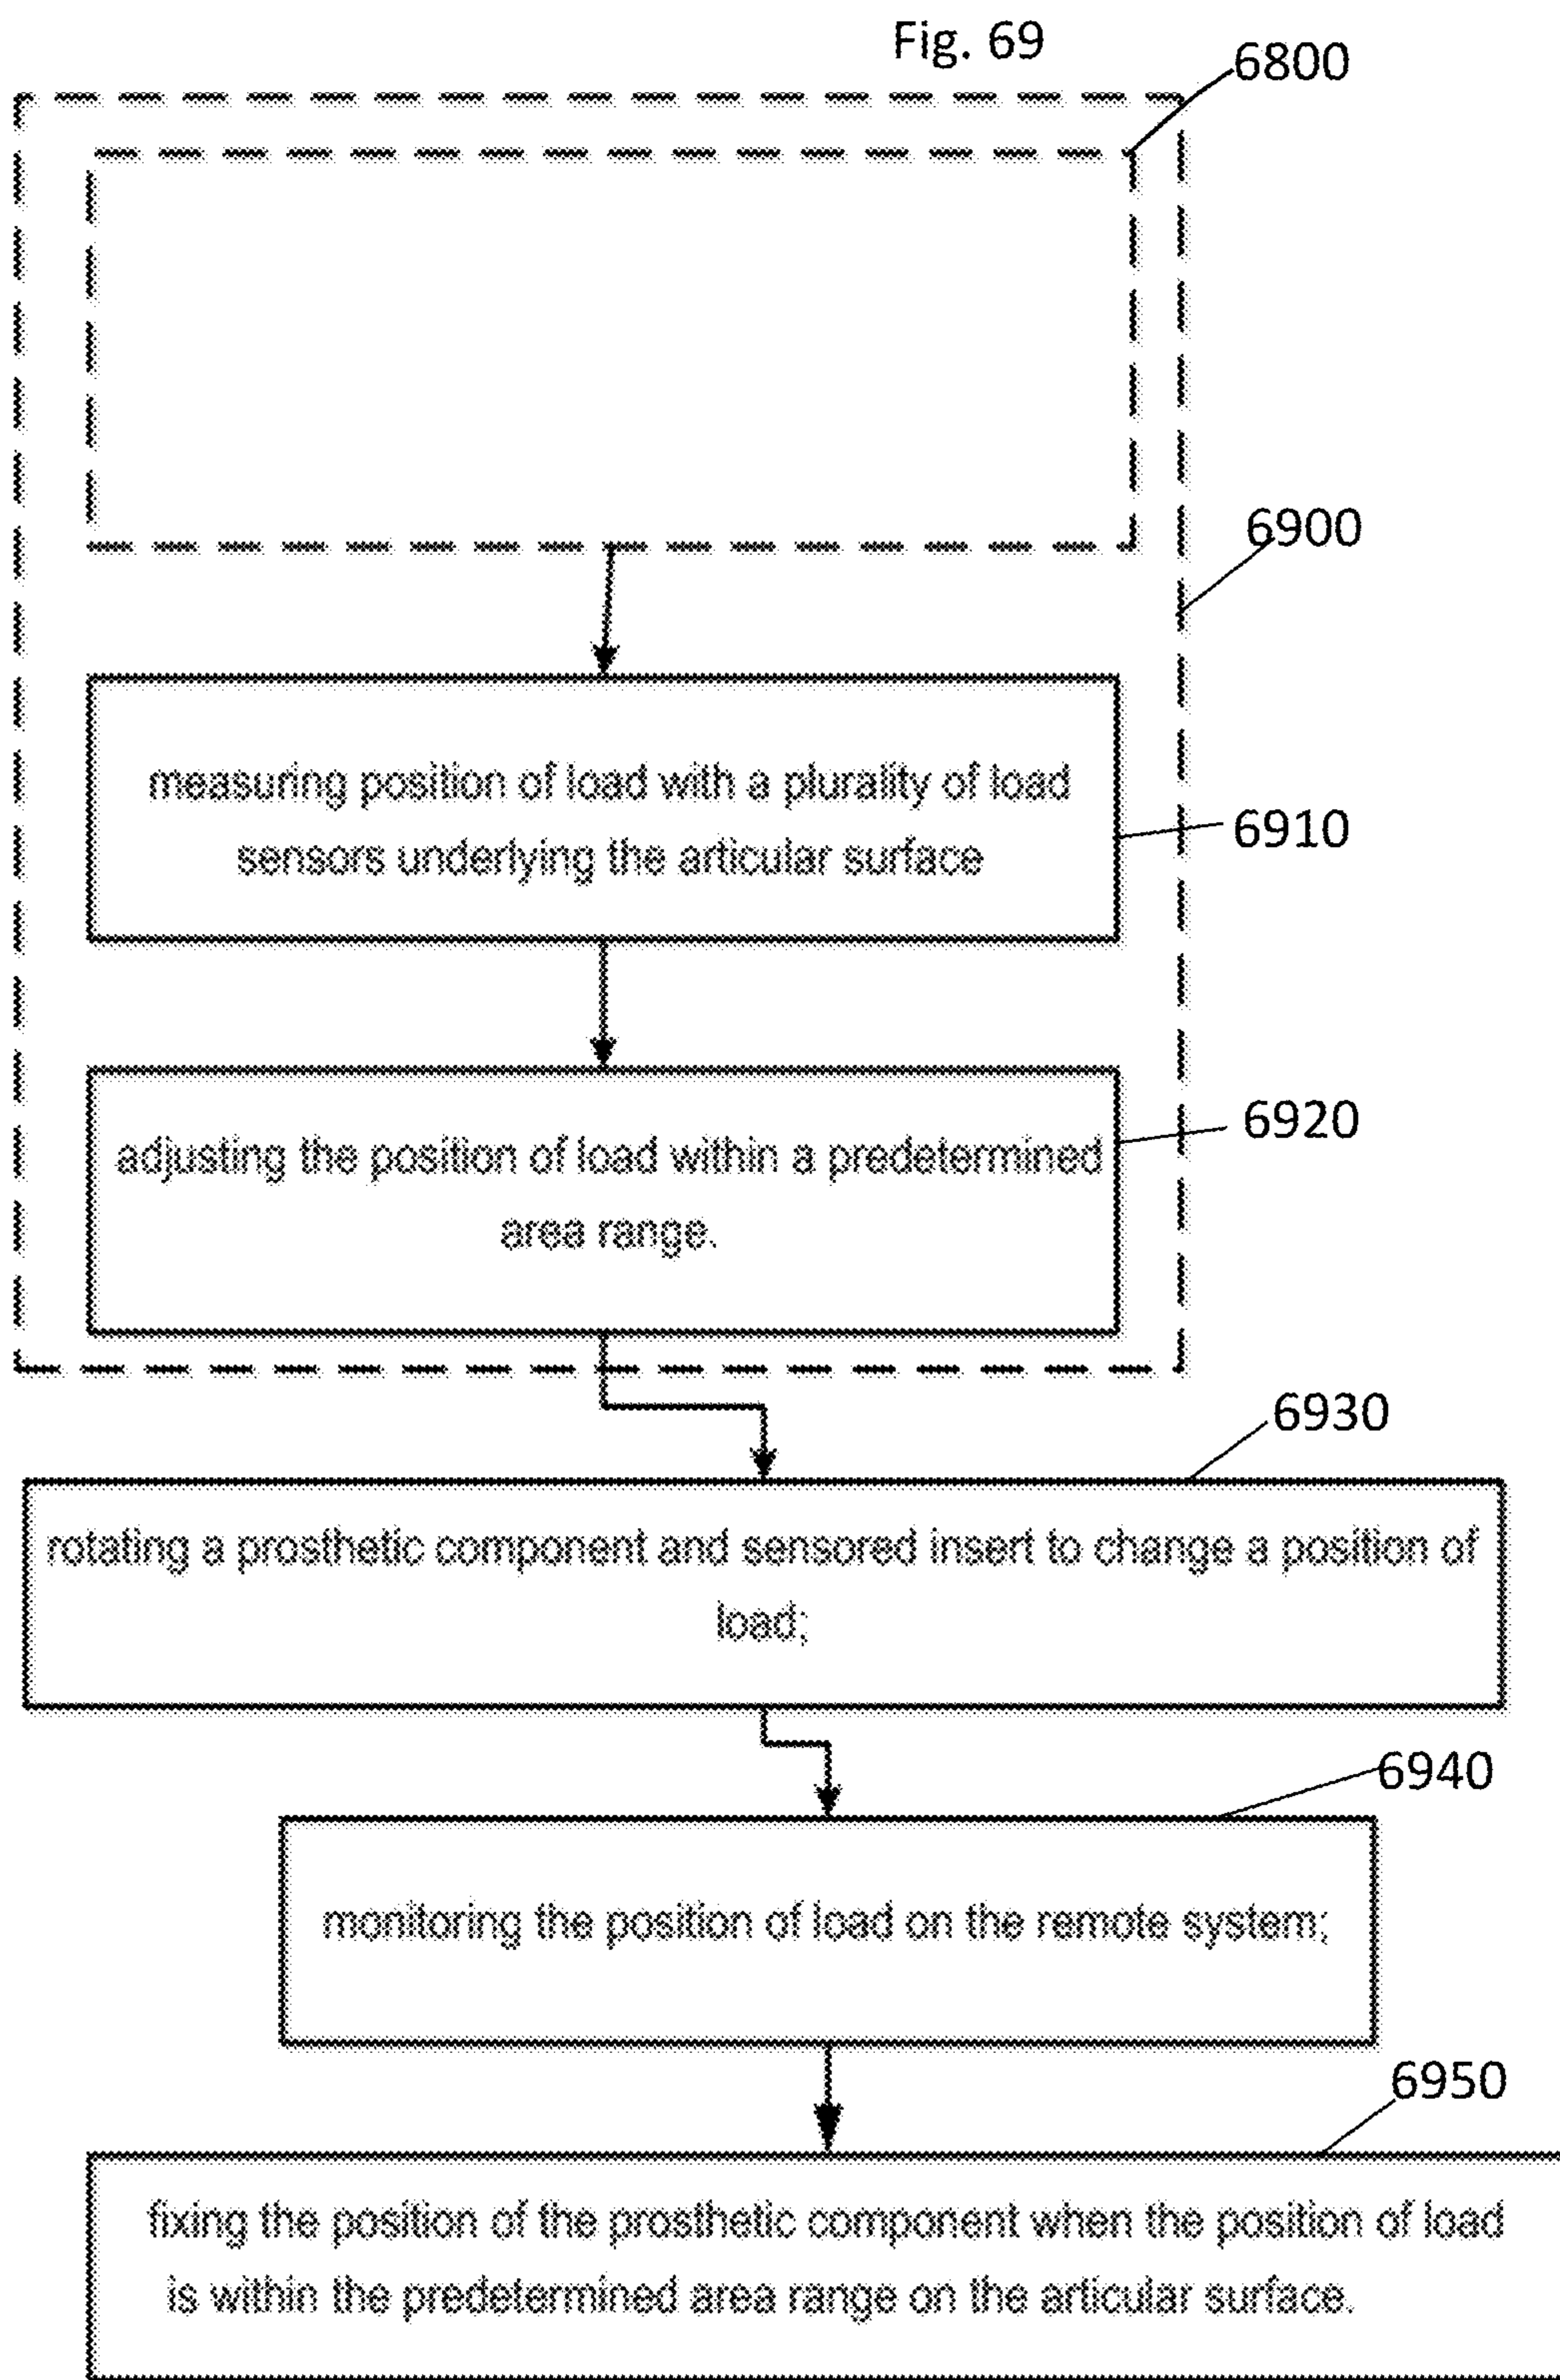 Fig. 69
6800
6900
measuring position of load with a plurality of load
sensors underlying the articular surface
6910
adjusting the position of load within a predetermined
area range.
6920
6930
rotating a prosthetic component and sensored insert to change a position of
load;
6940
monitoring the position of load on the remote system;
6950
fixing the position of the prosthetic component when the position of load
is within the predetermined area range on the articular surface.